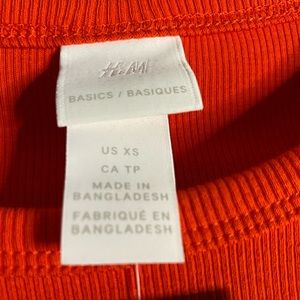 H&M
BASICS / BASIQUES
US XS
CA TP
MADE IN
BANGLADESH
FABRIQUÉ EN
BANGLADESH